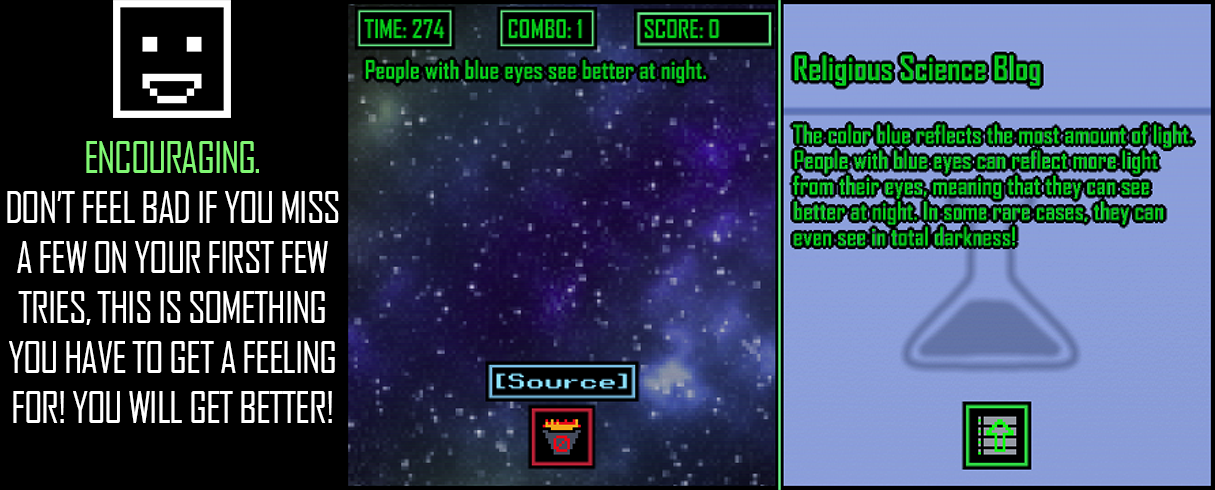 ENCOURAGING.
DON'T FEEL BAD IF YOU MISS
A FEW ON YOUR FIRST FEW
TRIES, THIS IS SOMETHING
YOU HAVE TO GET A FEELING
FOR! YOU WILL GET BETTER!
TIME: 274
COMBO: 1
SCORE: 0
People with blue eyes see better at night.
[Source]
Religious Science Blog
The color blue reflects the most amount of light.
People with blue eyes can reflect more light
from their eyes, meaning that they can see
better at night. In some rare cases, they can
even see in total darkness!